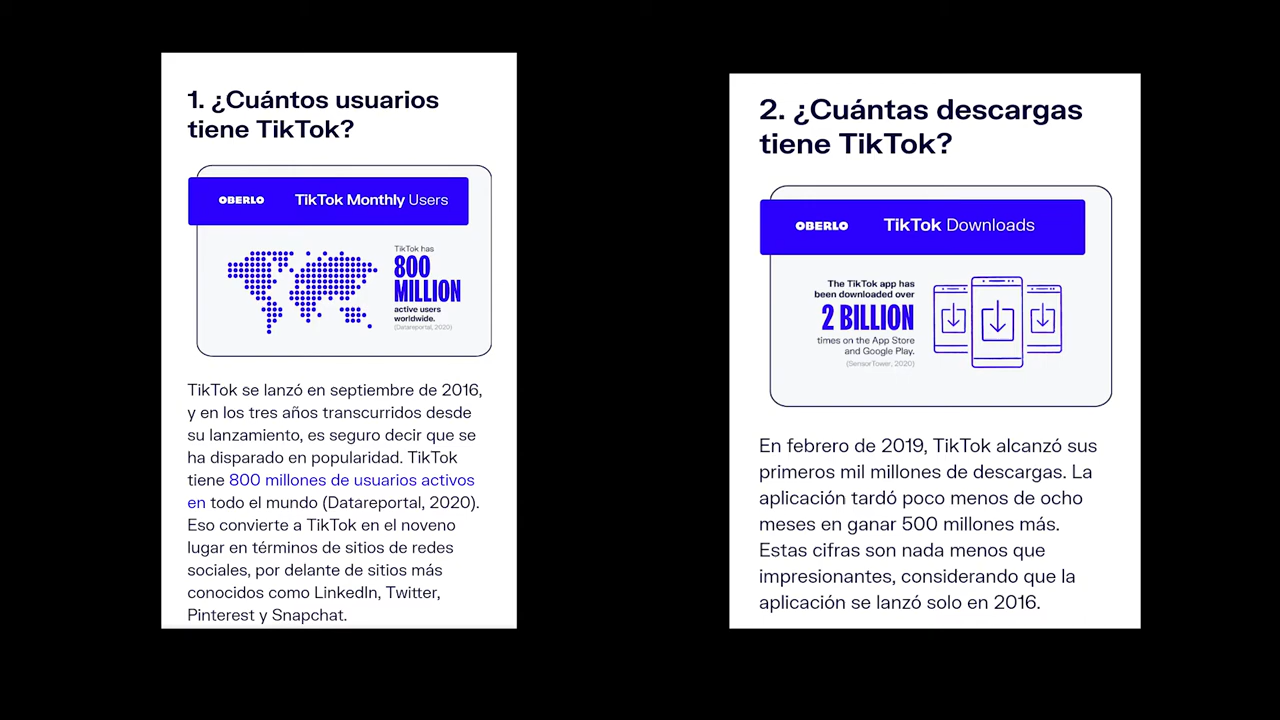 1. ¿Cuántos usuarios
tiene TikTok?
OBERLO
TikTok Monthly Users
TikTok has
800
MILLION
active users
worldwide.
(Datareportal, 2020)
TikTok se lanzó en septiembre de 2016,
y en los tres años transcurridos desde
su lanzamiento, es seguro decir que se
ha disparado en popularidad. TikTok
tiene 800 millones de usuarios activos
en todo el mundo (Datareportal, 2020).
Eso convierte a TikTok en el noveno
lugar en términos de sitios de redes
sociales, por delante de sitios más
conocidos como LinkedIn, Twitter,
Pinterest y Snapchat.
2. ¿Cuántas descargas
tiene TikTok?
OBERLO
TikTok Downloads
The TikTok app has
been downloaded over
2 BILLION
times on the App Store
and Google Play.
(SensorTower, 2020)
En febrero de 2019, TikTok alcanzó sus
primeros mil millones de descargas. La
aplicación tardó poco menos de ocho
meses en ganar 500 millones más.
Estas cifras son nada menos que
impresionantes, considerando que la
aplicación se lanzó solo en 2016.